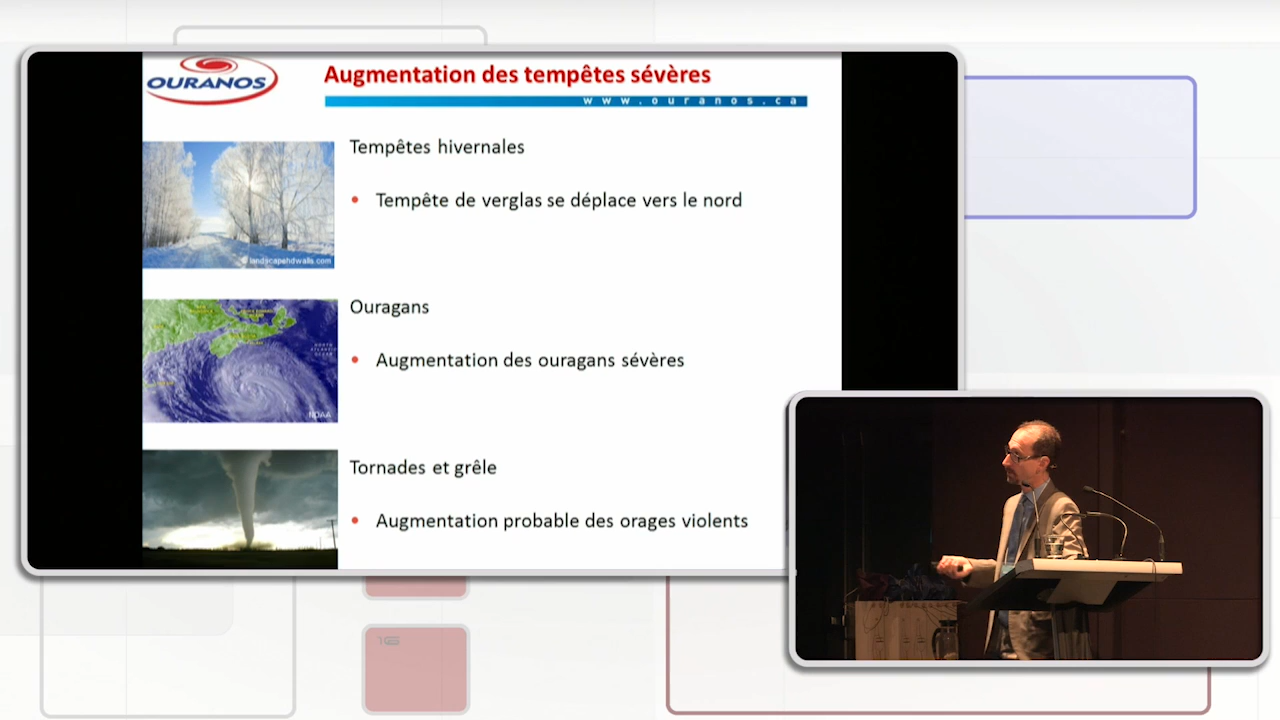 OURANOS
Augmentation des tempêtes sévères
www.ouranos.ca
Tempêtes hivernales
• Tempête de verglas se déplace vers le nord
© landscapehdwalls.com
Ouragans
• Augmentation des ouragans sévères
NOAA
Tornades et grêle
• Augmentation probable des orages violents